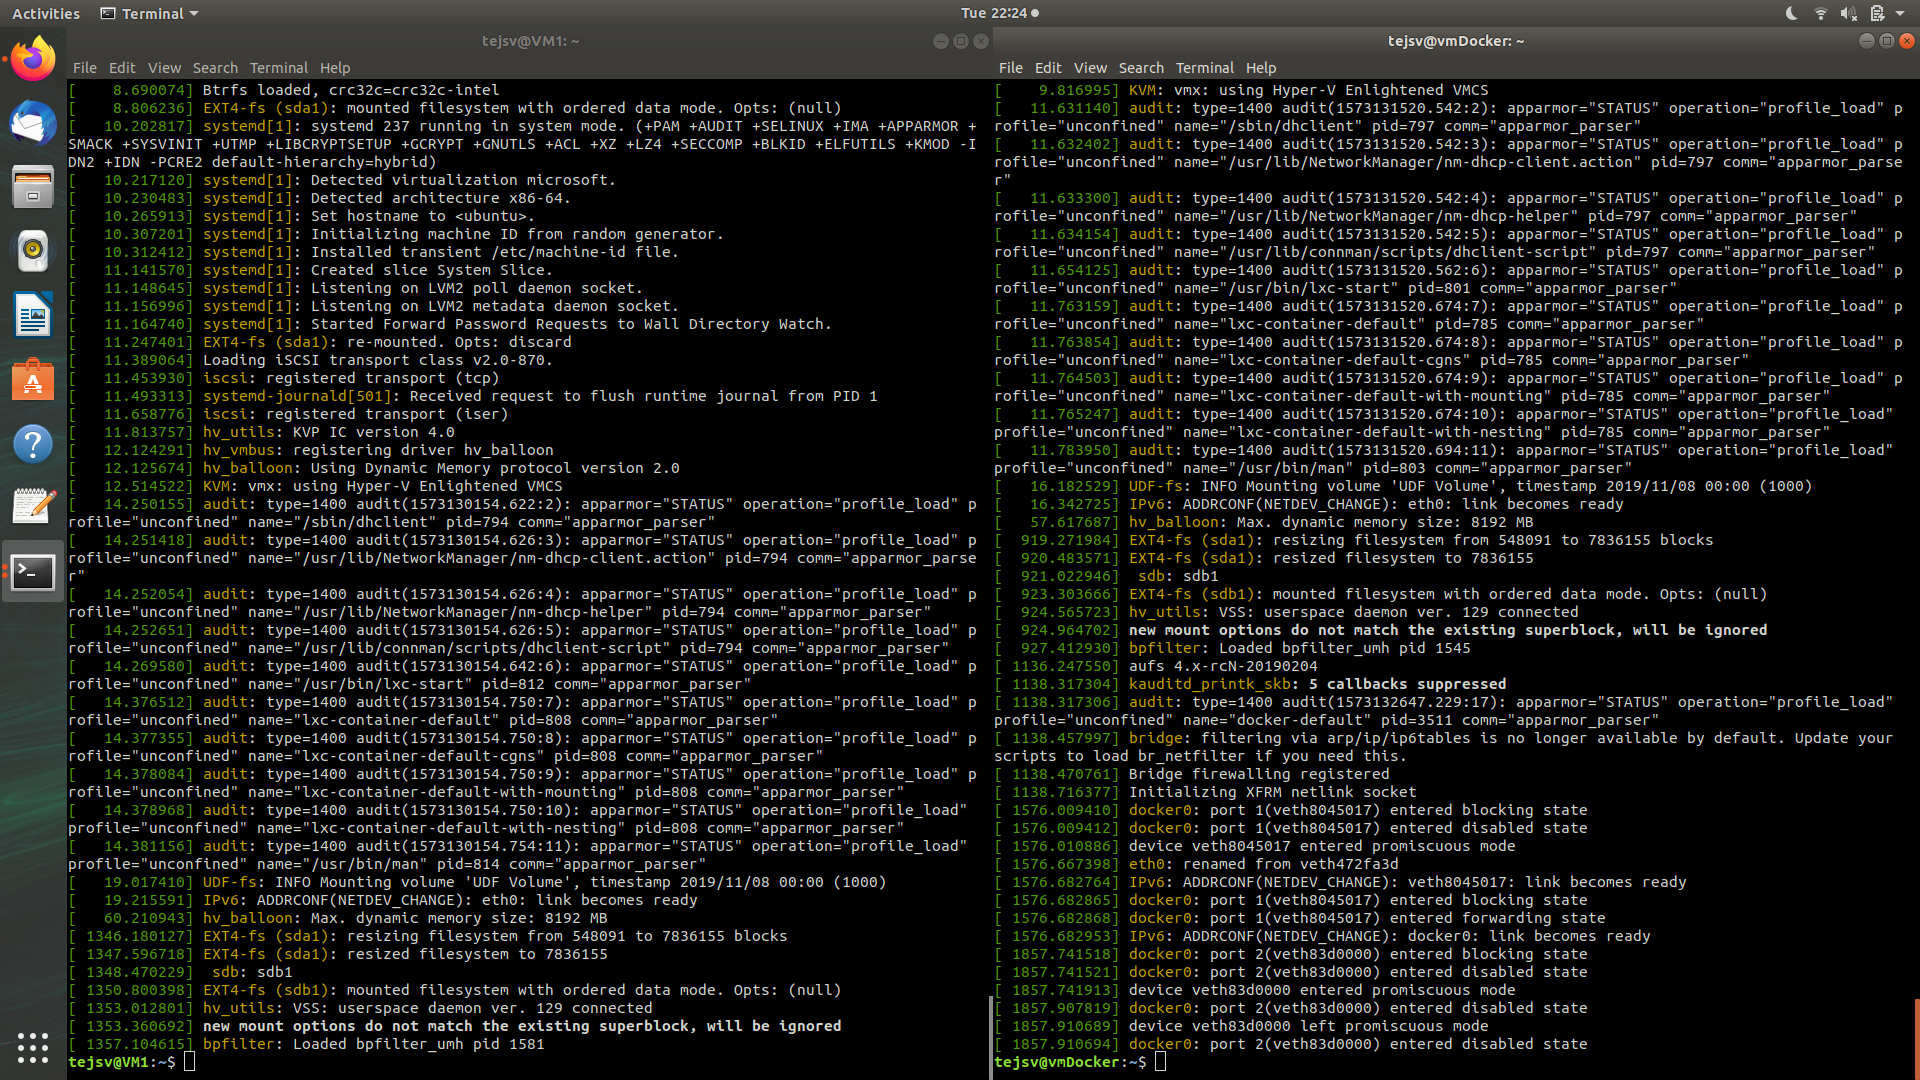 Activities
Terminal
Tue 22:24
tejsv@VM1: ~
File Edit View Search Terminal Help
[    8.690074] Btrfs loaded, crc32c=crc32c-intel
[    8.806236] EXT4-fs (sda1): mounted filesystem with ordered data mode. Opts: (null)
[   10.202817] systemd[1]: systemd 237 running in system mode. (+PAM +AUDIT +SELINUX +IMA +APPARMOR +
SMACK +SYSVINIT +UTMP +LIBCRYPTSETUP +GCRYPT +GNUTLS +ACL +XZ +LZ4 +SECCOMP +BLKID +ELFUTILS +KMOD -I
DN2 +IDN -PCRE2 default-hierarchy=hybrid)
[   10.217120] systemd[1]: Detected virtualization microsoft.
[   10.230483] systemd[1]: Detected architecture x86-64.
[   10.265913] systemd[1]: Set hostname to <ubuntu>.
[   10.307201] systemd[1]: Initializing machine ID from random generator.
[   10.312412] systemd[1]: Installed transient /etc/machine-id file.
[   11.141570] systemd[1]: Created slice System Slice.
[   11.148645] systemd[1]: Listening on LVM2 poll daemon socket.
[   11.156996] systemd[1]: Listening on LVM2 metadata daemon socket.
[   11.164740] systemd[1]: Started Forward Password Requests to Wall Directory Watch.
[   11.247401] EXT4-fs (sda1): re-mounted. Opts: discard
[   11.389064] Loading iSCSI transport class v2.0-870.
[   11.453930] iscsi: registered transport (tcp)
[   11.493313] systemd-journald[501]: Received request to flush runtime journal from PID 1
[   11.658776] iscsi: registered transport (iser)
[   11.813757] hv_utils: KVP IC version 4.0
[   12.124291] hv_vmbus: registering driver hv_balloon
[   12.125674] hv_balloon: Using Dynamic Memory protocol version 2.0
[   12.514522] KVM: vmx: using Hyper-V Enlightened VMCS
[   14.250155] audit: type=1400 audit(1573130154.622:2): apparmor="STATUS" operation="profile_load" p
rofile="unconfined" name="/sbin/dhclient" pid=794 comm="apparmor_parser"
[   14.251418] audit: type=1400 audit(1573130154.626:3): apparmor="STATUS" operation="profile_load" p
rofile="unconfined" name="/usr/lib/NetworkManager/nm-dhcp-client.action" pid=794 comm="apparmor_parse
r"
[   14.252054] audit: type=1400 audit(1573130154.626:4): apparmor="STATUS" operation="profile_load" p
rofile="unconfined" name="/usr/lib/NetworkManager/nm-dhcp-helper" pid=794 comm="apparmor_parser"
[   14.252651] audit: type=1400 audit(1573130154.626:5): apparmor="STATUS" operation="profile_load" p
rofile="unconfined" name="/usr/lib/connman/scripts/dhclient-script" pid=794 comm="apparmor_parser"
[   14.269580] audit: type=1400 audit(1573130154.642:6): apparmor="STATUS" operation="profile_load" p
rofile="unconfined" name="/usr/bin/lxc-start" pid=812 comm="apparmor_parser"
[   14.376512] audit: type=1400 audit(1573130154.750:7): apparmor="STATUS" operation="profile_load" p
rofile="unconfined" name="lxc-container-default" pid=808 comm="apparmor_parser"
[   14.377355] audit: type=1400 audit(1573130154.750:8): apparmor="STATUS" operation="profile_load" p
rofile="unconfined" name="lxc-container-default-cgns" pid=808 comm="apparmor_parser"
[   14.378084] audit: type=1400 audit(1573130154.750:9): apparmor="STATUS" operation="profile_load" p
rofile="unconfined" name="lxc-container-default-with-mounting" pid=808 comm="apparmor_parser"
[   14.378968] audit: type=1400 audit(1573130154.750:10): apparmor="STATUS" operation="profile_load"
profile="unconfined" name="lxc-container-default-with-nesting" pid=808 comm="apparmor_parser"
[   14.381156] audit: type=1400 audit(1573130154.754:11): apparmor="STATUS" operation="profile_load"
profile="unconfined" name="/usr/bin/man" pid=814 comm="apparmor_parser"
[   19.017410] UDF-fs: INFO Mounting volume 'UDF Volume', timestamp 2019/11/08 00:00 (1000)
[   19.215591] IPv6: ADDRCONF(NETDEV_CHANGE): eth0: link becomes ready
[   60.210943] hv_balloon: Max. dynamic memory size: 8192 MB
[ 1346.180127] EXT4-fs (sda1): resizing filesystem from 548091 to 7836155 blocks
[ 1347.596718] EXT4-fs (sda1): resized filesystem to 7836155
[ 1348.470229]  sdb: sdb1
[ 1350.800398] EXT4-fs (sdb1): mounted filesystem with ordered data mode. Opts: (null)
[ 1353.012801] hv_utils: VSS: userspace daemon ver. 129 connected
[ 1353.360692] new mount options do not match the existing superblock, will be ignored
[ 1357.104615] bpfilter: Loaded bpfilter_umh pid 1581
tejsv@VM1:~$
tejsv@vmDocker: ~
File Edit View Search Terminal Help
[    9.816995] KVM: vmx: using Hyper-V Enlightened VMCS
[   11.631140] audit: type=1400 audit(1573131520.542:2): apparmor="STATUS" operation="profile_load" p
rofile="unconfined" name="/sbin/dhclient" pid=797 comm="apparmor_parser"
[   11.632402] audit: type=1400 audit(1573131520.542:3): apparmor="STATUS" operation="profile_load" p
rofile="unconfined" name="/usr/lib/NetworkManager/nm-dhcp-client.action" pid=797 comm="apparmor_parse
r"
[   11.633300] audit: type=1400 audit(1573131520.542:4): apparmor="STATUS" operation="profile_load" p
rofile="unconfined" name="/usr/lib/NetworkManager/nm-dhcp-helper" pid=797 comm="apparmor_parser"
[   11.634154] audit: type=1400 audit(1573131520.542:5): apparmor="STATUS" operation="profile_load" p
rofile="unconfined" name="/usr/lib/connman/scripts/dhclient-script" pid=797 comm="apparmor_parser"
[   11.654125] audit: type=1400 audit(1573131520.562:6): apparmor="STATUS" operation="profile_load" p
rofile="unconfined" name="/usr/bin/lxc-start" pid=801 comm="apparmor_parser"
[   11.763159] audit: type=1400 audit(1573131520.674:7): apparmor="STATUS" operation="profile_load" p
rofile="unconfined" name="lxc-container-default" pid=785 comm="apparmor_parser"
[   11.763854] audit: type=1400 audit(1573131520.674:8): apparmor="STATUS" operation="profile_load" p
rofile="unconfined" name="lxc-container-default-cgns" pid=785 comm="apparmor_parser"
[   11.764503] audit: type=1400 audit(1573131520.674:9): apparmor="STATUS" operation="profile_load" p
rofile="unconfined" name="lxc-container-default-with-mounting" pid=785 comm="apparmor_parser"
[   11.765247] audit: type=1400 audit(1573131520.674:10): apparmor="STATUS" operation="profile_load"
profile="unconfined" name="lxc-container-default-with-nesting" pid=785 comm="apparmor_parser"
[   11.783950] audit: type=1400 audit(1573131520.694:11): apparmor="STATUS" operation="profile_load"
profile="unconfined" name="/usr/bin/man" pid=803 comm="apparmor_parser"
[   16.182529] UDF-fs: INFO Mounting volume 'UDF Volume', timestamp 2019/11/08 00:00 (1000)
[   16.342725] IPv6: ADDRCONF(NETDEV_CHANGE): eth0: link becomes ready
[   57.617687] hv_balloon: Max. dynamic memory size: 8192 MB
[  919.271984] EXT4-fs (sda1): resizing filesystem from 548091 to 7836155 blocks
[  920.483571] EXT4-fs (sda1): resized filesystem to 7836155
[  921.022946]  sdb: sdb1
[  923.303666] EXT4-fs (sdb1): mounted filesystem with ordered data mode. Opts: (null)
[  924.565723] hv_utils: VSS: userspace daemon ver. 129 connected
[  924.964702] new mount options do not match the existing superblock, will be ignored
[  927.412930] bpfilter: Loaded bpfilter_umh pid 1545
[ 1136.247550] aufs 4.x-rcN-20190204
[ 1138.317304] kauditd_printk_skb: 5 callbacks suppressed
[ 1138.317306] audit: type=1400 audit(1573132647.229:17): apparmor="STATUS" operation="profile_load"
profile="unconfined" name="docker-default" pid=3511 comm="apparmor_parser"
[ 1138.457997] bridge: filtering via arp/ip/ip6tables is no longer available by default. Update your
scripts to load br_netfilter if you need this.
[ 1138.470761] Bridge firewalling registered
[ 1138.716377] Initializing XFRM netlink socket
[ 1576.009410] docker0: port 1(veth8045017) entered blocking state
[ 1576.009412] docker0: port 1(veth8045017) entered disabled state
[ 1576.010886] device veth8045017 entered promiscuous mode
[ 1576.667398] eth0: renamed from veth472fa3d
[ 1576.682764] IPv6: ADDRCONF(NETDEV_CHANGE): veth8045017: link becomes ready
[ 1576.682865] docker0: port 1(veth8045017) entered blocking state
[ 1576.682868] docker0: port 1(veth8045017) entered forwarding state
[ 1576.682953] IPv6: ADDRCONF(NETDEV_CHANGE): docker0: link becomes ready
[ 1857.741518] docker0: port 2(veth83d0000) entered blocking state
[ 1857.741521] docker0: port 2(veth83d0000) entered disabled state
[ 1857.741913] device veth83d0000 entered promiscuous mode
[ 1857.907819] docker0: port 2(veth83d0000) entered disabled state
[ 1857.910689] device veth83d0000 left promiscuous mode
[ 1857.910694] docker0: port 2(veth83d0000) entered disabled state
tejsv@vmDocker:~$